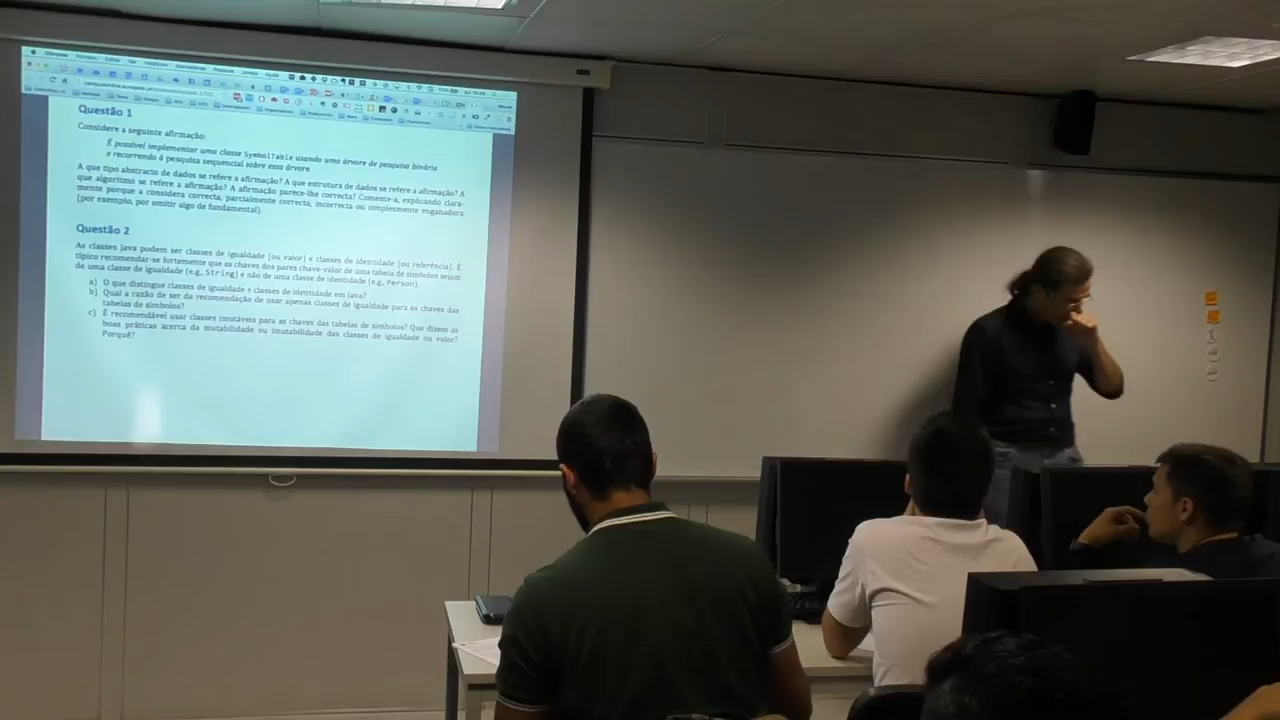 Questão 1
Considere a seguinte afirmação:
É possível implementar uma classe SymbolTable usando uma árvore de pesquisa binária
e recorrendo à pesquisa sequencial sobre essa árvore
A que tipo abstracto de dados se refere a afirmação? A que estrutura de dados se refere a afirmação? A
que algoritmo se refere a afirmação? A afirmação parece-lhe correcta? Comente-a, explicando clara-
mente porque a considera correcta, parcialmente correcta, incorrecta ou simplesmente enganadora
(por exemplo, por omitir algo de fundamental).
Questão 2
As classes Java podem ser classes de igualdade (ou valor) e classes de identidade (ou referência). É
típico recomendar-se fortemente que as chaves dos pares chave-valor de uma tabela de símbolos sejam
de uma classe de igualdade (e.g., String) e não de uma classe de identidade (e.g., Person).
a) O que distingue classes de igualdade e classes de identidade em Java?
b) Qual a razão de ser da recomendação de usar apenas classes de igualdade para as chaves das
tabelas de símbolos?
c) É recomendável usar classes imutáveis para as chaves das tabelas de símbolos? Que dizem as
boas práticas acerca da mutabilidade ou imutabilidade das classes de igualdade ou valor?
Porquê?